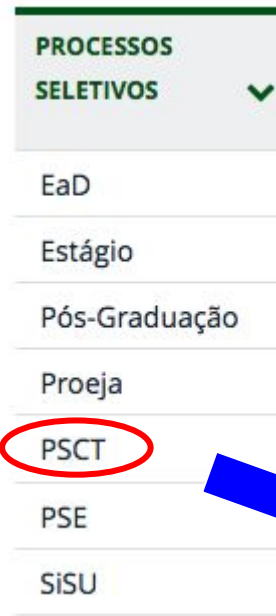 PROCESSOS
SELETIVOS
EaD
Estágio
Pós-Graduação
Proeja
PSCT
PSE
SiSU